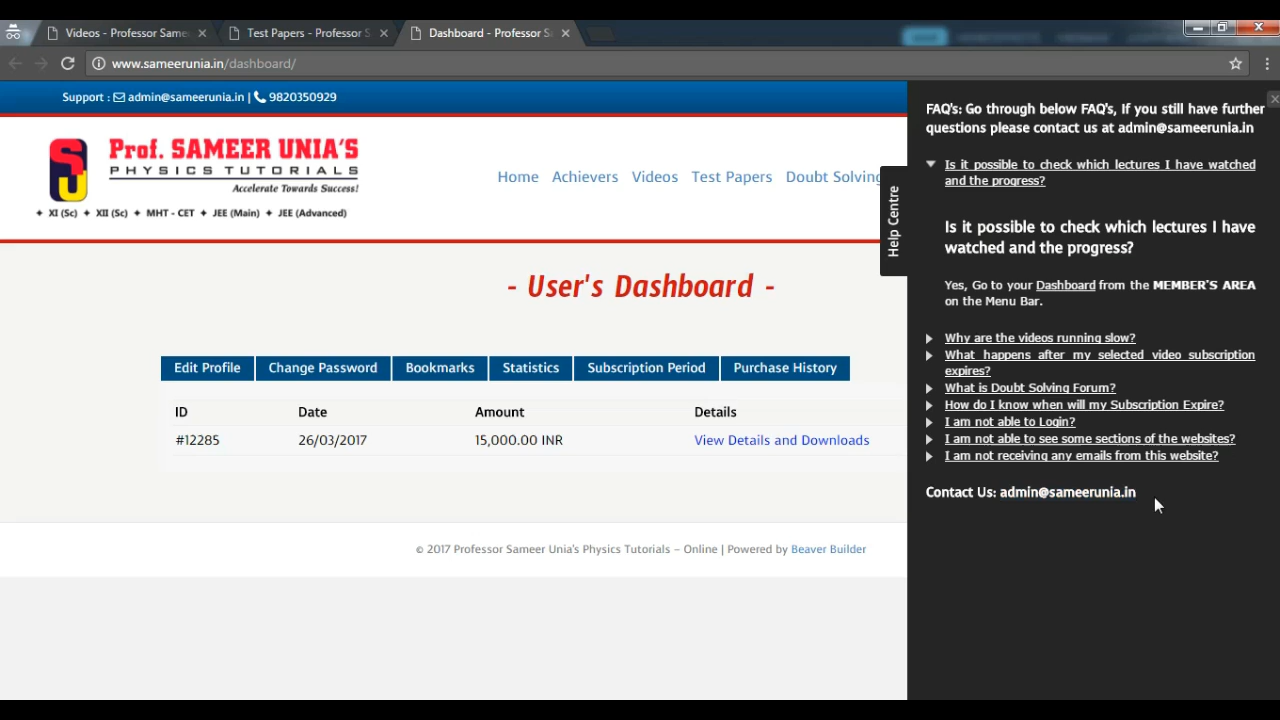 Videos - Professor Same
Test Papers - Professor S
Dashboard - Professor S
www.sameerunia.in/dashboard/
Support : admin@sameerunia.in | 9820350929
SU
Prof. SAMEER UNIA'S
PHYSICS TUTORIALS
Accelerate Towards Success!
XI (Sc) XII (Sc) MHT - CET JEE (Main) JEE (Advanced)
Home Achievers Videos Test Papers Doubt Solving
- User's Dashboard -
Edit Profile Change Password Bookmarks Statistics Subscription Period Purchase History
ID Date Amount Details
#12285 26/03/2017 15,000.00 INR View Details and Downloads
© 2017 Professor Sameer Unia's Physics Tutorials – Online | Powered by Beaver Builder
Help Centre
FAQ's: Go through below FAQ's, If you still have further
questions please contact us at admin@sameerunia.in
Is it possible to check which lectures I have watched
and the progress?
Is it possible to check which lectures I have
watched and the progress?
Yes, Go to your Dashboard from the MEMBER'S AREA
on the Menu Bar.
Why are the videos running slow?
What happens after my selected video subscription
expires?
What is Doubt Solving Forum?
How do I know when will my Subscription Expire?
I am not able to Login?
I am not able to see some sections of the websites?
I am not receiving any emails from this website?
Contact Us: admin@sameerunia.in